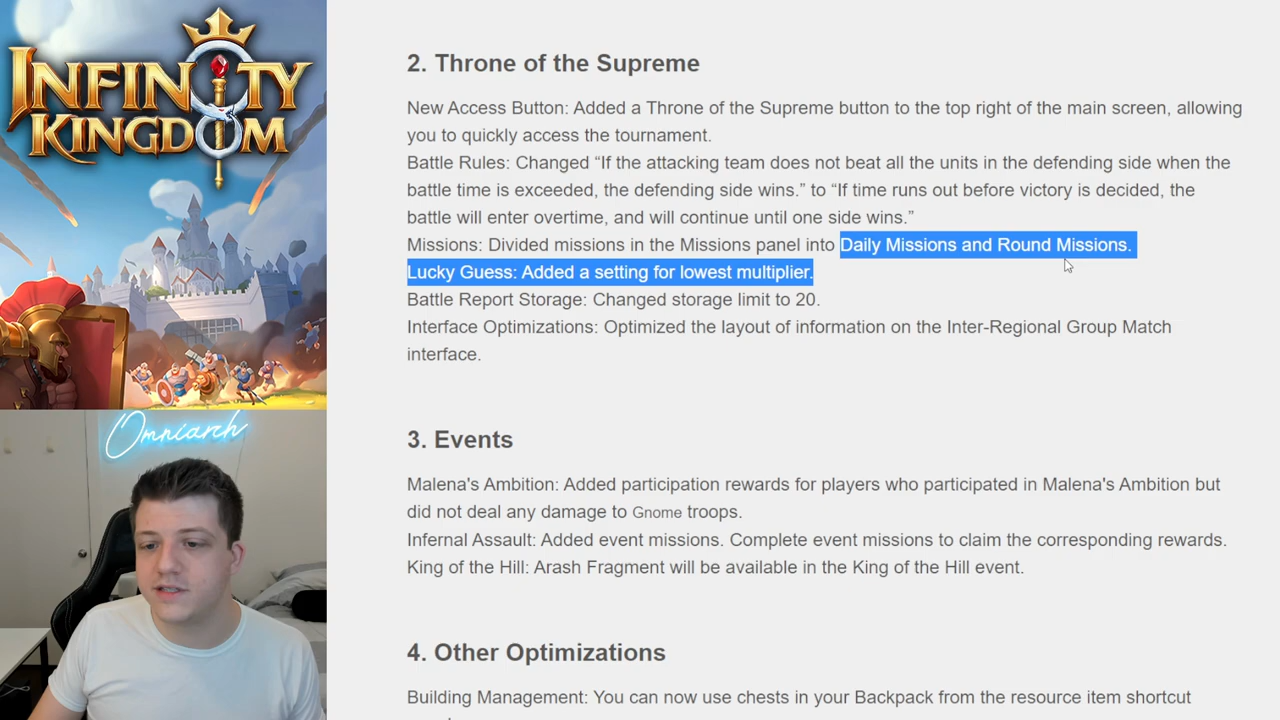 INFINITY
KINGDOM
Omniarch
2. Throne of the Supreme
New Access Button: Added a Throne of the Supreme button to the top right of the main screen, allowing
you to quickly access the tournament.
Battle Rules: Changed “If the attacking team does not beat all the units in the defending side when the
battle time is exceeded, the defending side wins.” to “If time runs out before victory is decided, the
battle will enter overtime, and will continue until one side wins.”
Missions: Divided missions in the Missions panel into Daily Missions and Round Missions.
Lucky Guess: Added a setting for lowest multiplier.
Battle Report Storage: Changed storage limit to 20.
Interface Optimizations: Optimized the layout of information on the Inter-Regional Group Match
interface.
3. Events
Malena's Ambition: Added participation rewards for players who participated in Malena's Ambition but
did not deal any damage to Gnome troops.
Infernal Assault: Added event missions. Complete event missions to claim the corresponding rewards.
King of the Hill: Arash Fragment will be available in the King of the Hill event.
4. Other Optimizations
Building Management: You can now use chests in your Backpack from the resource item shortcut